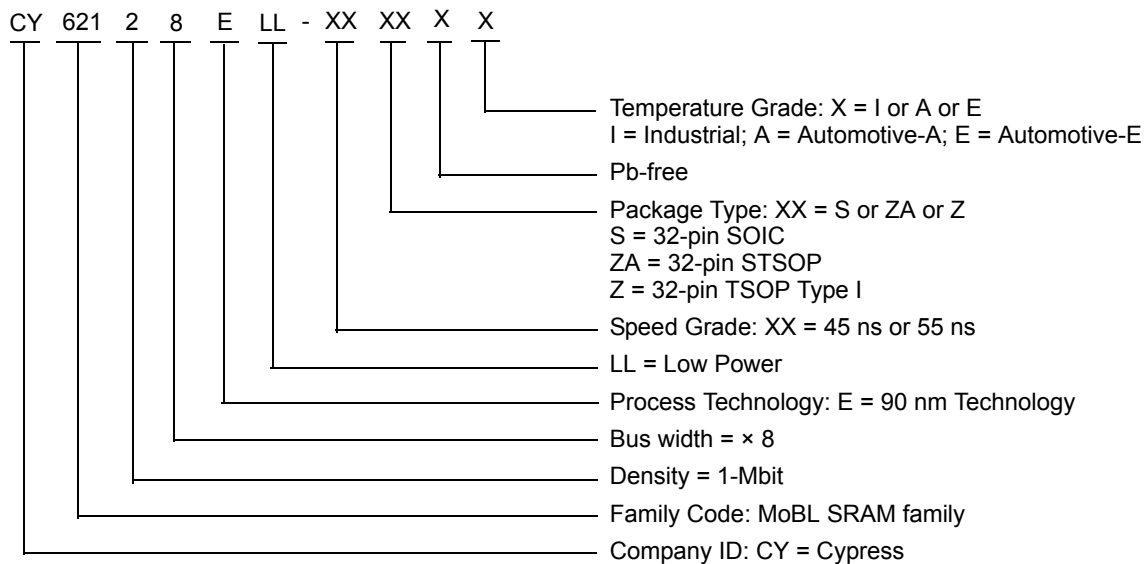 CY 621 2 8 E LL - XX XX X X
Temperature Grade: X = I or A or E
I = Industrial; A = Automotive-A; E = Automotive-E
Pb-free
Package Type: XX = S or ZA or Z
S = 32-pin SOIC
ZA = 32-pin STSOP
Z = 32-pin TSOP Type I
Speed Grade: XX = 45 ns or 55 ns
LL = Low Power
Process Technology: E = 90 nm Technology
Bus width = × 8
Density = 1-Mbit
Family Code: MoBL SRAM family
Company ID: CY = Cypress